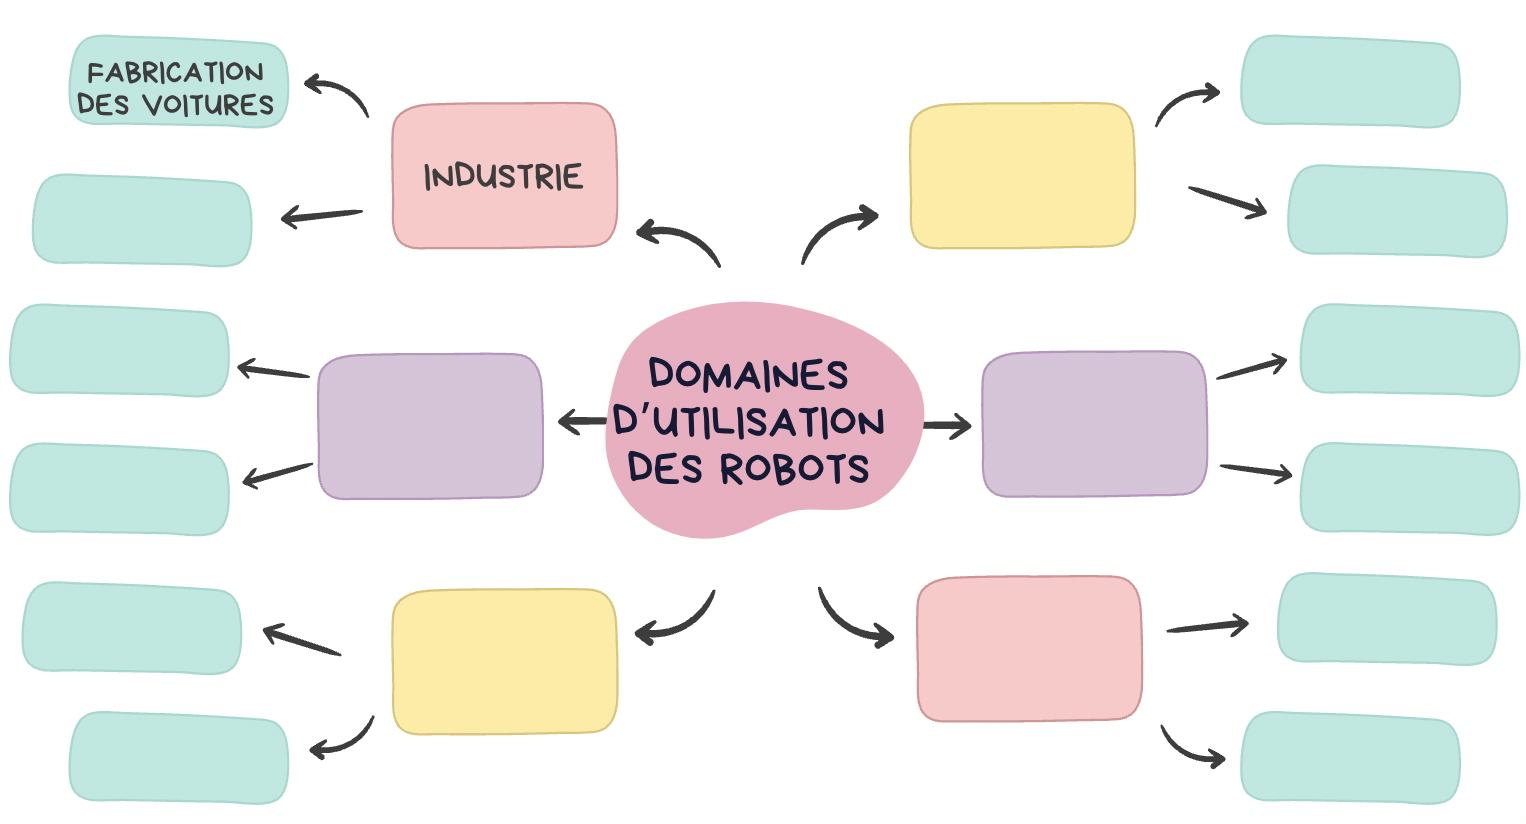 FABRICATION
DES VOITURES
INDUSTRIE
DOMAINES
D'UTILISATION
DES ROBOTS